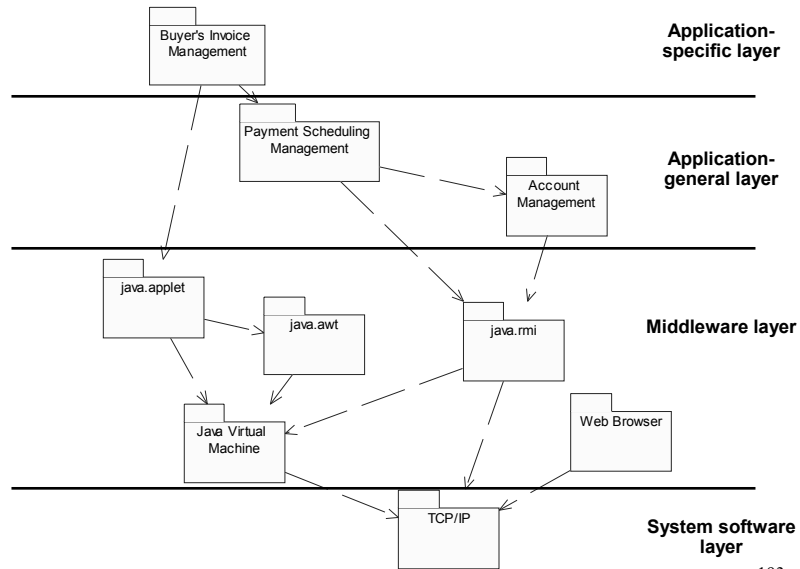 Buyer's Invoice
Management
Application-
specific layer
Payment Scheduling
Management
Account
Management
Application-
general layer
java.applet
java.awt
java.rmi
Middleware layer
Java Virtual
Machine
Web Browser
TCP/IP
System software
layer